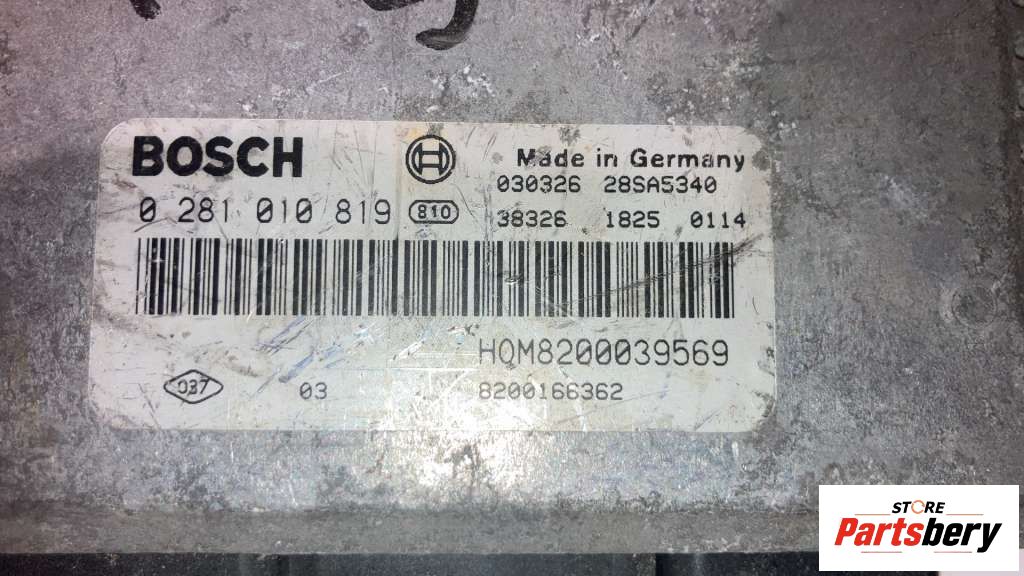 BOSCH
Made in Germany
030326 28SA5340
0 281 010 819 810
38326 1825 0114
HQM8200039569
037 03 8200166362
STORE
Partsbery